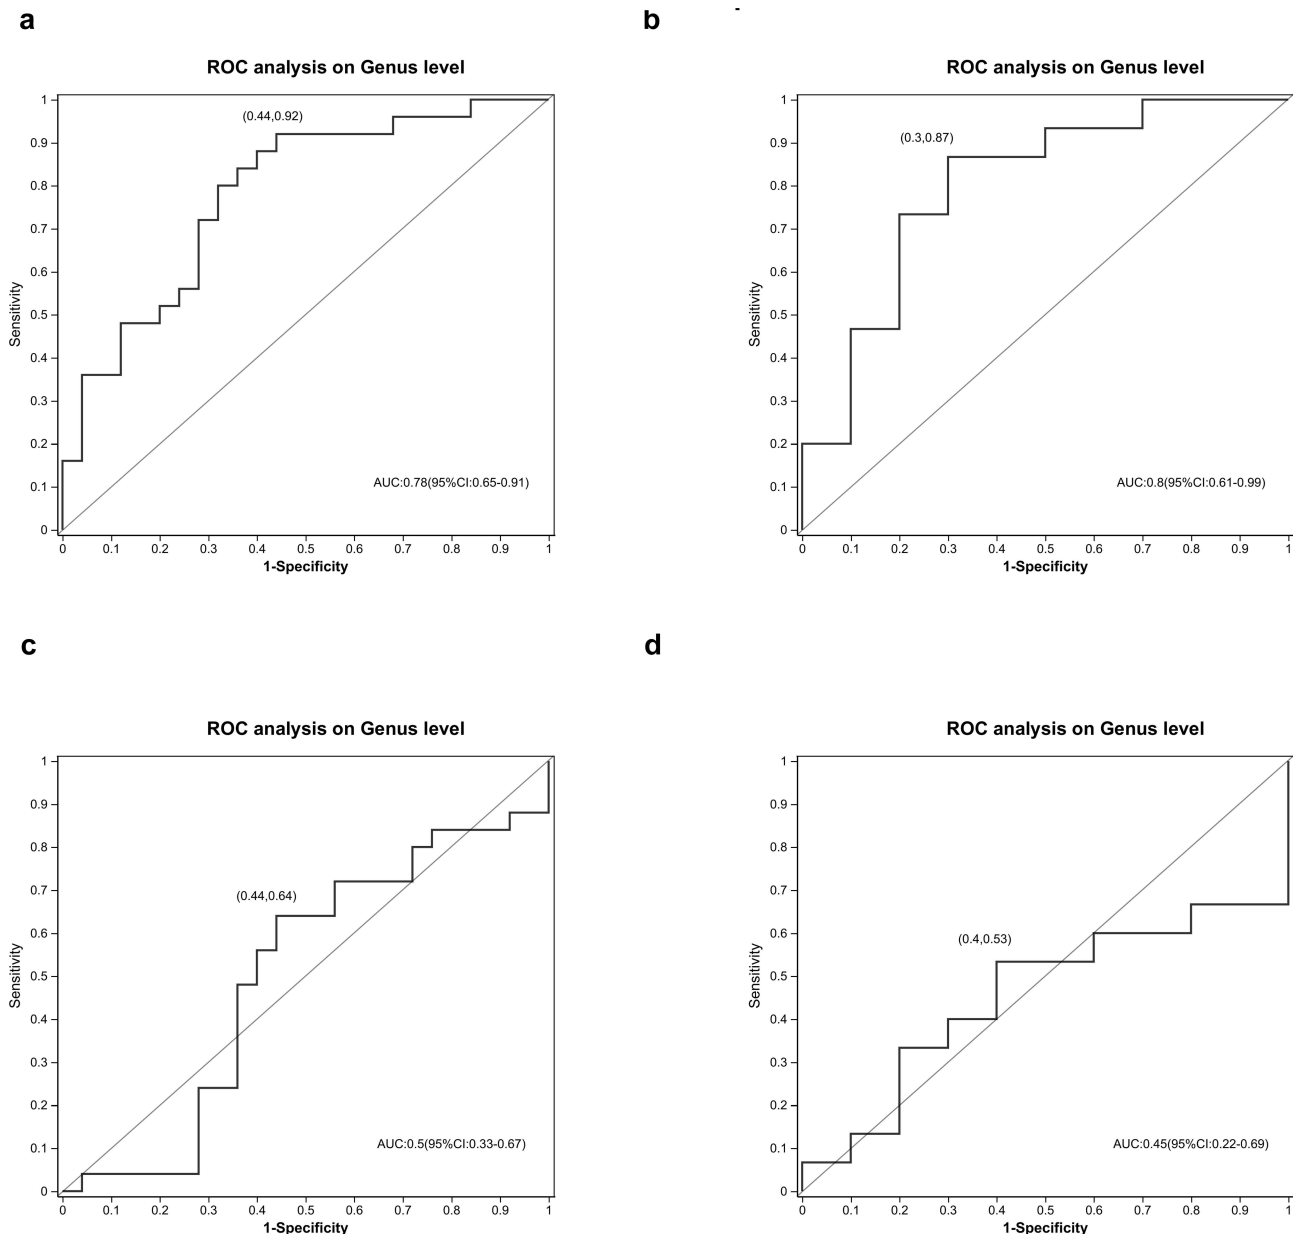 a
ROC analysis on Genus level
1
0.9
0.8
0.7
0.6
0.5
0.4
0.3
0.2
0.1
0
Sensitivity
(0.44,0.92)
AUC:0.78(95%CI:0.65-0.91)
0 0.1 0.2 0.3 0.4 0.5 0.6 0.7 0.8 0.9 1
1-Specificity
b
ROC analysis on Genus level
1
0.9
0.8
0.7
0.6
0.5
0.4
0.3
0.2
0.1
0
Sensitivity
(0.3,0.87)
AUC:0.8(95%CI:0.61-0.99)
0 0.1 0.2 0.3 0.4 0.5 0.6 0.7 0.8 0.9 1
1-Specificity
c
ROC analysis on Genus level
1
0.9
0.8
0.7
0.6
0.5
0.4
0.3
0.2
0.1
0
Sensitivity
(0.44,0.64)
AUC:0.5(95%CI:0.33-0.67)
0 0.1 0.2 0.3 0.4 0.5 0.6 0.7 0.8 0.9 1
1-Specificity
d
ROC analysis on Genus level
1
0.9
0.8
0.7
0.6
0.5
0.4
0.3
0.2
0.1
0
Sensitivity
(0.4,0.53)
AUC:0.45(95%CI:0.22-0.69)
0 0.1 0.2 0.3 0.4 0.5 0.6 0.7 0.8 0.9 1
1-Specificity